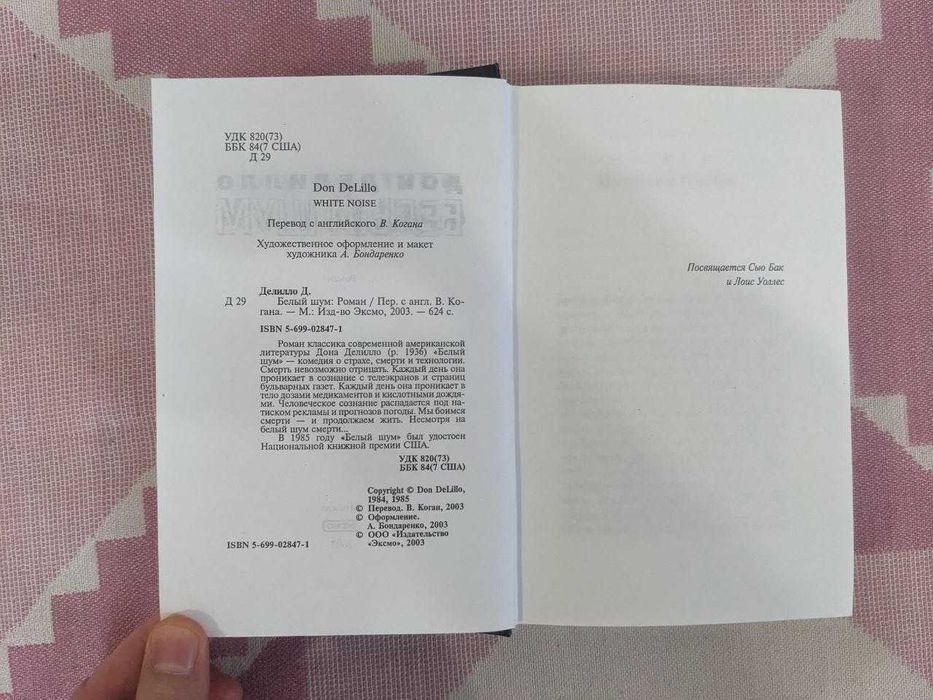 УДК 820(73)
ББК 84(7 США)
Д 29
Don DeLillo
WHITE NOISE
Перевод с английского В. Когана
Художественное оформление и макет
художника А. Бондаренко
Делилло Д.
Д 29 Белый шум: Роман / Пер. с англ. В. Ко-
гана. — М.: Изд-во Эксмо, 2003. — 624 с.
ISBN 5-699-02847-1
Роман классика современной американской
литературы Дона Делилло (р. 1936) «Белый
шум» — комедия о страхе, смерти и технологии.
Смерть невозможно отрицать. Каждый день она
проникает в сознание с телеэкранов и страниц
бульварных газет. Каждый день она проникает в
тело дозами медикаментов и кислотными дождя-
ми. Человеческое сознание распадается под на-
тиском рекламы и прогнозов погоды. Мы боимся
смерти — и продолжаем жить. Несмотря на
белый шум смерти...
В 1985 году «Белый шум» был удостоен
Национальной книжной премии США.
УДК 820(73)
ББК 84(7 США)
Copyright © Don DeLillo,
1984, 1985
© Перевод. В. Коган, 2003
© Оформление.
А. Бондаренко, 2003
© ООО «Издательство
ISBN 5-699-02847-1 «Эксмо», 2003
Посвящается Сью Бак
и Лоис Уоллес